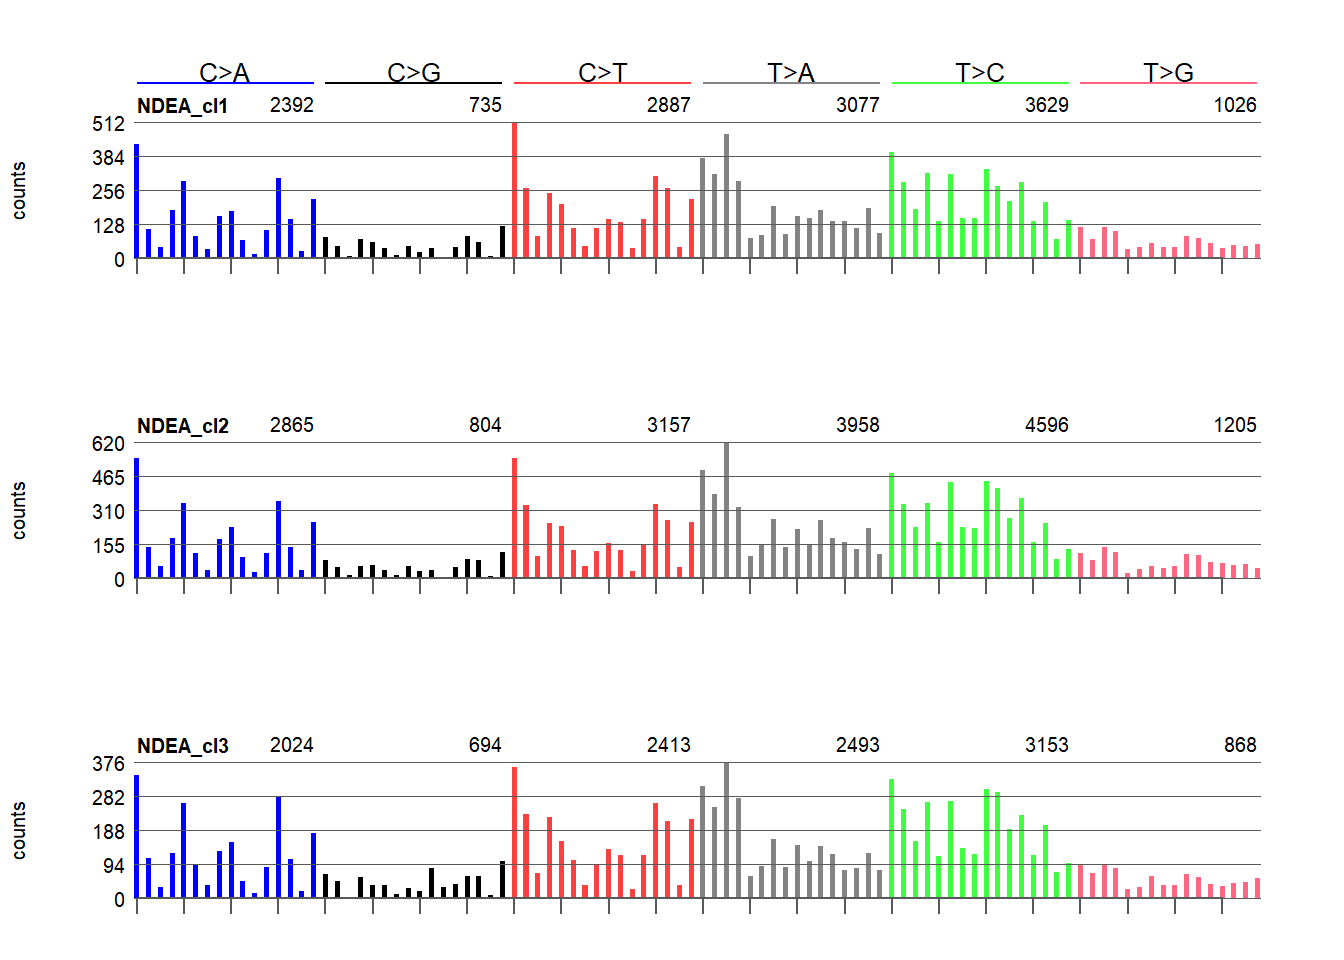 C>A C>G C>T T>A T>C T>G
NDEA_cl1 2392 735 2887 3077 3629 1026
512
384
256
128
0
counts
NDEA_cl2 2865 804 3157 3958 4596 1205
620
465
310
155
0
counts
NDEA_cl3 2024 694 2413 2493 3153 868
376
282
188
94
0
counts